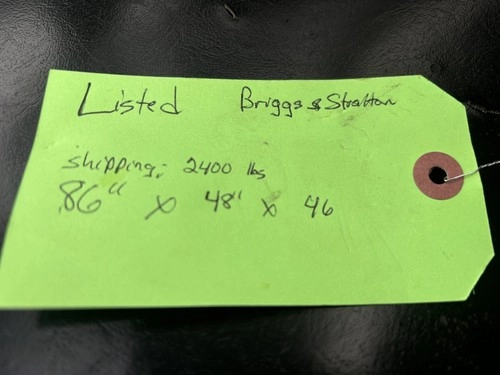 Listed Briggs & Stratton
shipping: 2400 lbs
86" x 48" x 46